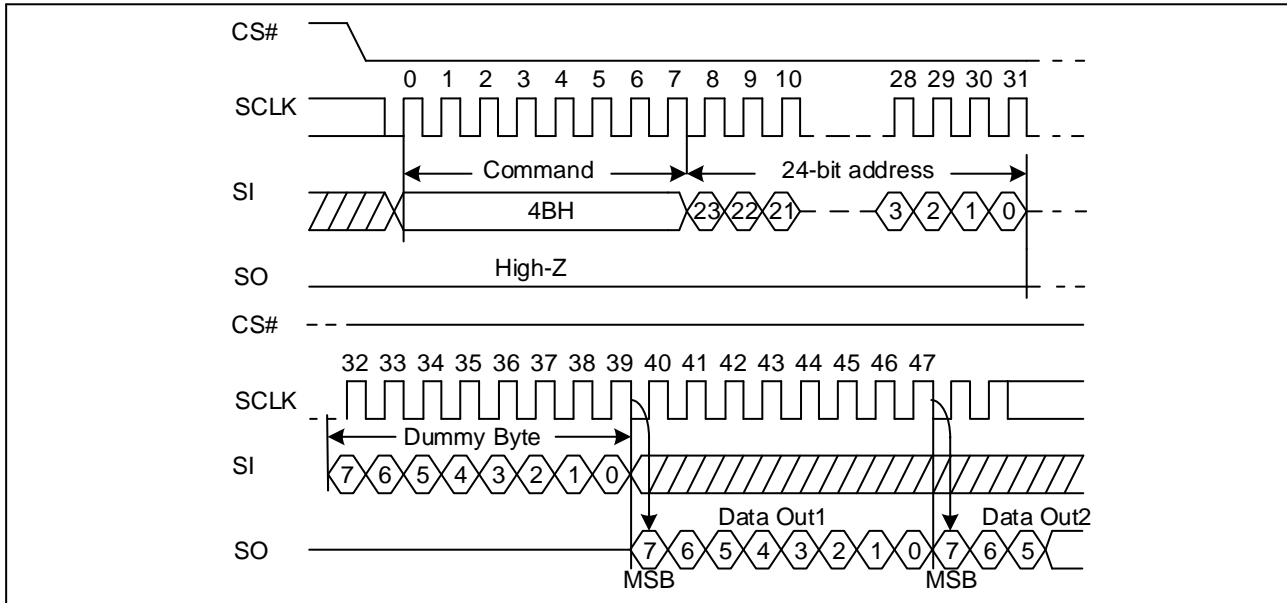 CS#
0 1 2 3 4 5 6 7 8 9 10 28 29 30 31
SCLK
Command 24-bit address
SI
4BH 23 22 21 3 2 1 0
High-Z
SO
CS#
32 33 34 35 36 37 38 39 40 41 42 43 44 45 46 47
SCLK
Dummy Byte
SI
7 6 5 4 3 2 1 0
Data Out1 Data Out2
SO
7 6 5 4 3 2 1 0 7 6 5
MSB MSB